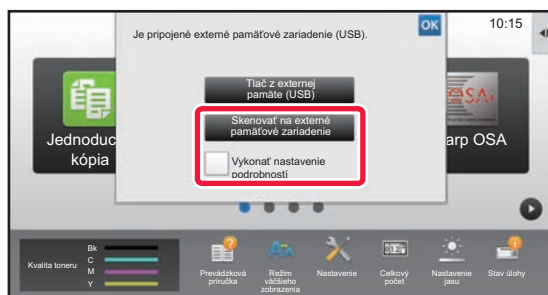 10:15
Je pripojené externé pamäťové zariadenie (USB).
OK
Tlač z externej
pamäte (USB)
Skenovať na externé
pamäťové zariadenie
Vykonať nastavenie
podrobností
Jednoduc
kópia
OSA
arp OSA
Kvalita toneru
Bk
C
M
Y
Prevádzková
príručka
Režim
väčšieho
zobrazenia
Nastavenie
Celkový
počet
Nastavenie
jasu
Stav úlohy